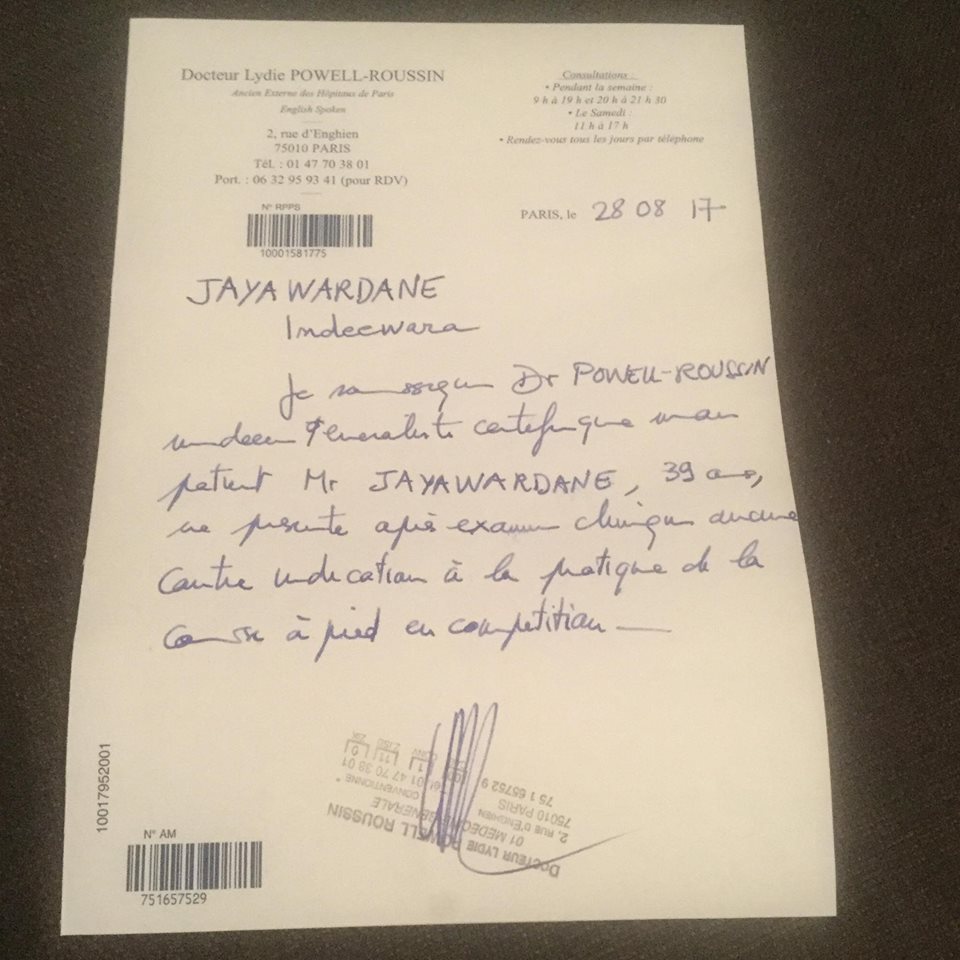 Docteur Lydie POWELL-ROUSSIN
Ancien Externe des Hôpitaux de Paris
English Spoken
2, rue d'Enghien
75010 PARIS
Tél. : 01 47 70 38 01
Port. : 06 32 95 93 41 (pour RDV)
Consultations :
• Pendant la semaine :
9 h à 19 h et 20 h à 21 h 30
• Le Samedi :
11 h à 17 h
• Rendez-vous tous les jours par téléphone
N° RPPS
10001581775
PARIS, le 28 08 17
JAYAWARDANE
Indeewara
Je soussigné Dr POWELL-ROUSSIN
médecin généraliste certifie que mon
patient Mr JAYAWARDANE, 39 ans,
ne présente après examen clinique aucune
contre indication à la pratique de la
course à pied en compétition
DOCTEUR LYDIE POWELL ROUSSIN
01 MEDECINE GENERALE
2, RUE D'ENGHIEN CONVENTIONNE
75010 PARIS Tél 01 47 70 38 01
75 1 65752 9
10017952001
N° AM
751657529